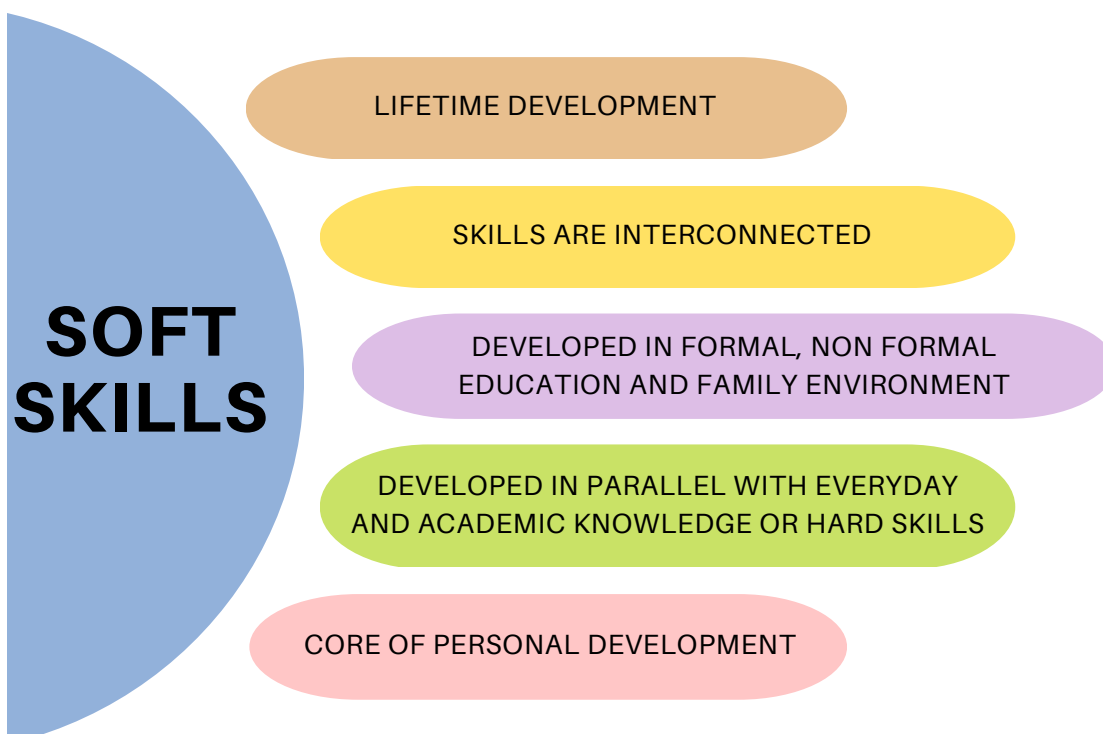 SOFT
SKILLS
LIFETIME DEVELOPMENT
SKILLS ARE INTERCONNECTED
DEVELOPED IN FORMAL, NON FORMAL
EDUCATION AND FAMILY ENVIRONMENT
DEVELOPED IN PARALLEL WITH EVERYDAY
AND ACADEMIC KNOWLEDGE OR HARD SKILLS
CORE OF PERSONAL DEVELOPMENT